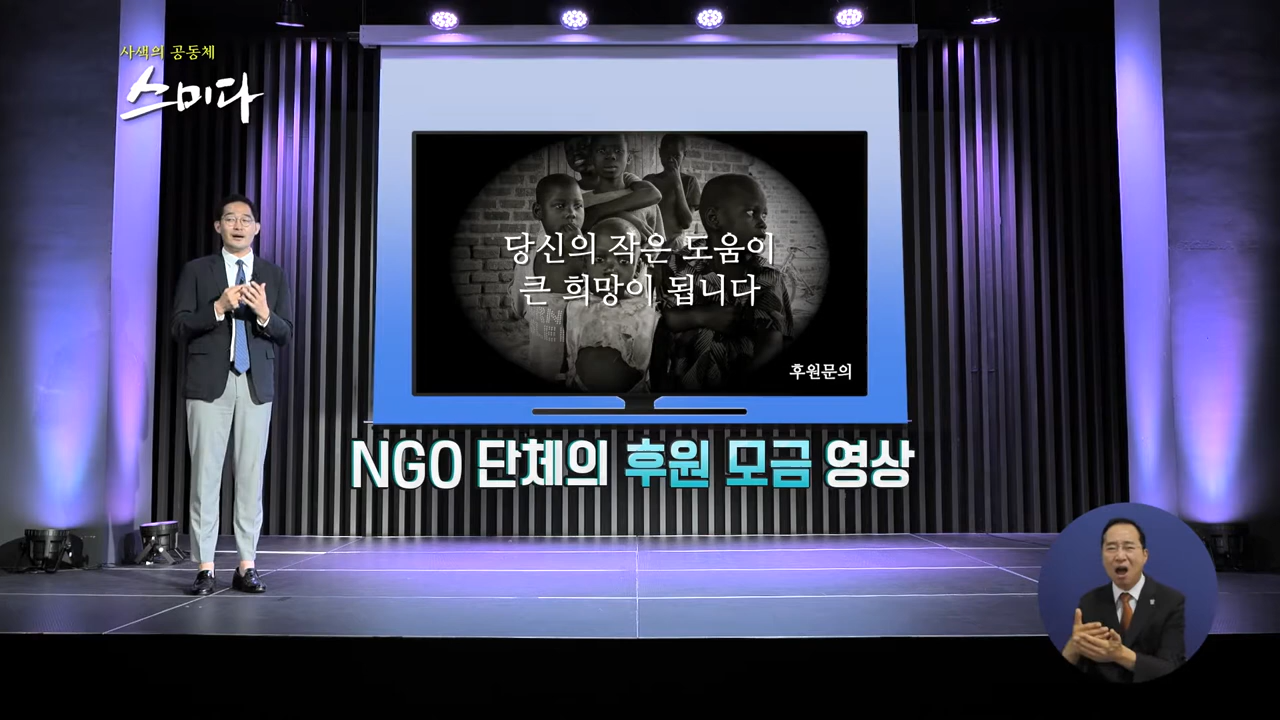 사색의 공동체
스미다
당신의 작은 도움이
큰 희망이 됩니다
후원문의
NGO 단체의 후원 모금 영상